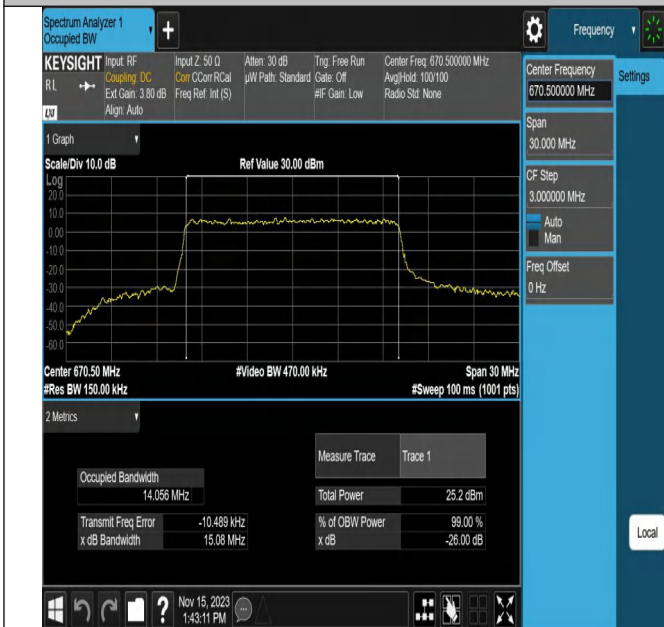 Spectrum Analyzer 1
Occupied BW
+
Frequency
KEYSIGHT
RL
LXI
Input: RF
Coupling: DC
Ext Gain: 3.80 dB
Align: Auto
Input Z: 50 Ω
Corr CCorr RCal
Freq Ref: Int (S)
Atten: 30 dB
µW Path: Standard
Trig: Free Run
Gate: Off
#IF Gain: Low
Center Freq: 670.500000 MHz
Avg|Hold: 100/100
Radio Std: None
Center Frequency
670.500000 MHz
Settings
Span
30.000 MHz
CF Step
3.000000 MHz
Auto
Man
Freq Offset
0 Hz
1 Graph
Scale/Div 10.0 dB
Ref Value 30.00 dBm
Log
20.0
10.0
0.00
-10.0
-20.0
-30.0
-40.0
-50.0
-60.0
Center 670.50 MHz
#Video BW 470.00 kHz
Span 30 MHz
#Res BW 150.00 kHz
#Sweep 100 ms (1001 pts)
2 Metrics
Measure Trace
Trace 1
Occupied Bandwidth
14.056 MHz
Total Power
25.2 dBm
Transmit Freq Error
-10.489 kHz
% of OBW Power
99.00 %
x dB Bandwidth
15.08 MHz
x dB
-26.00 dB
Local
?
Nov 15, 2023
1:43:11 PM